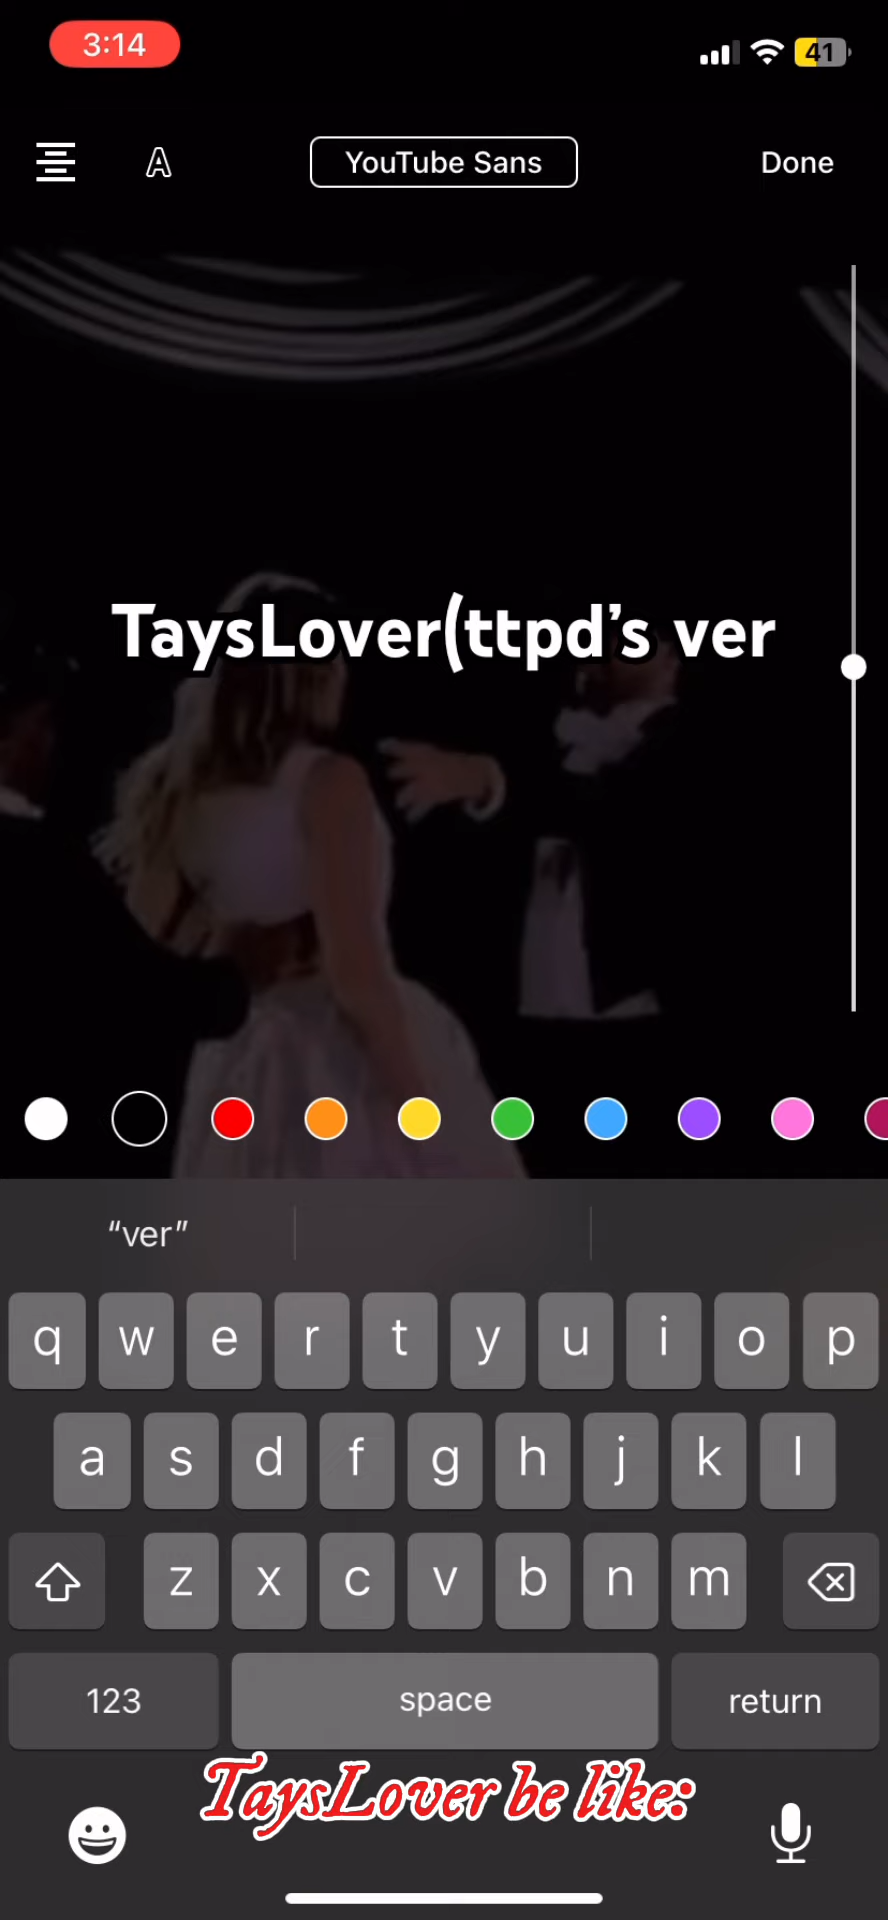 3:14
41
A
YouTube Sans
Done
TaysLover(ttpd’s ver
“ver”
q w e r t y u i o p
a s d f g h j k l
z x c v b n m
123 space return
TaysLover be like: